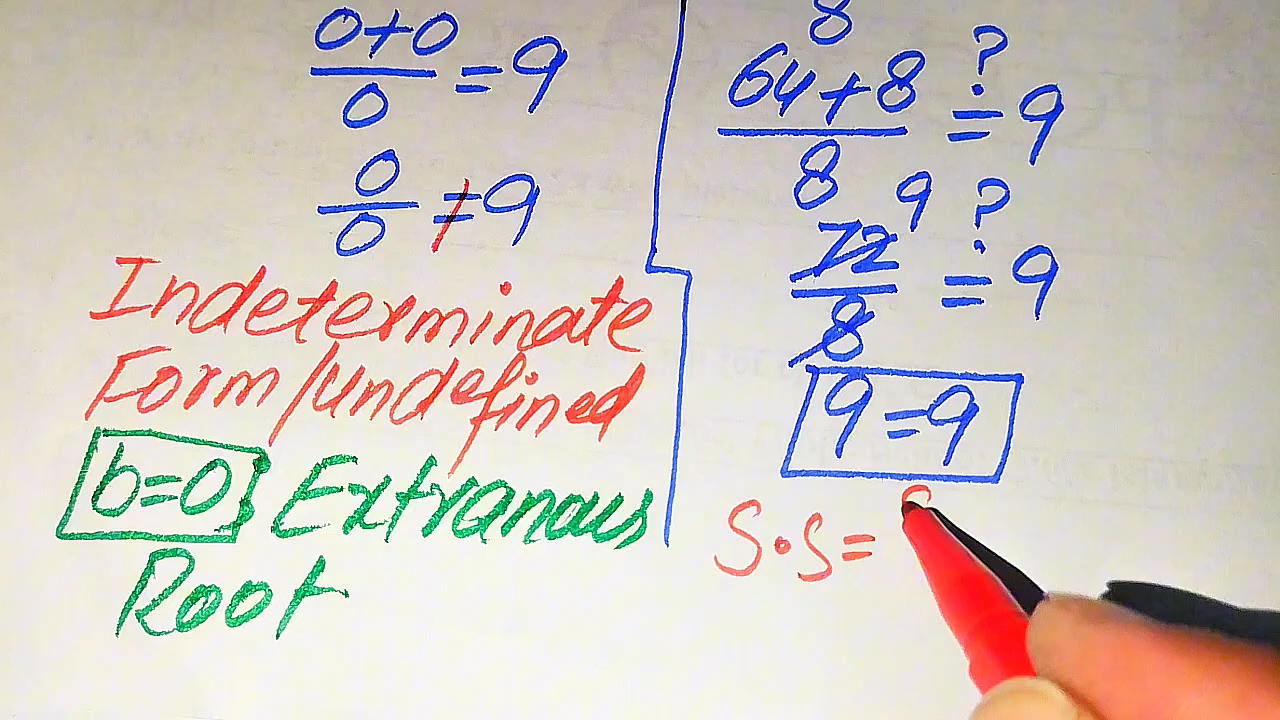 0+0
0 = 9
0
0 ≠ 9
Indeterminate
Form/undefined
b=0 } Extranous
Root
8
64+8 ? = 9
8
72 9 ? = 9
8
9=9
S.S=